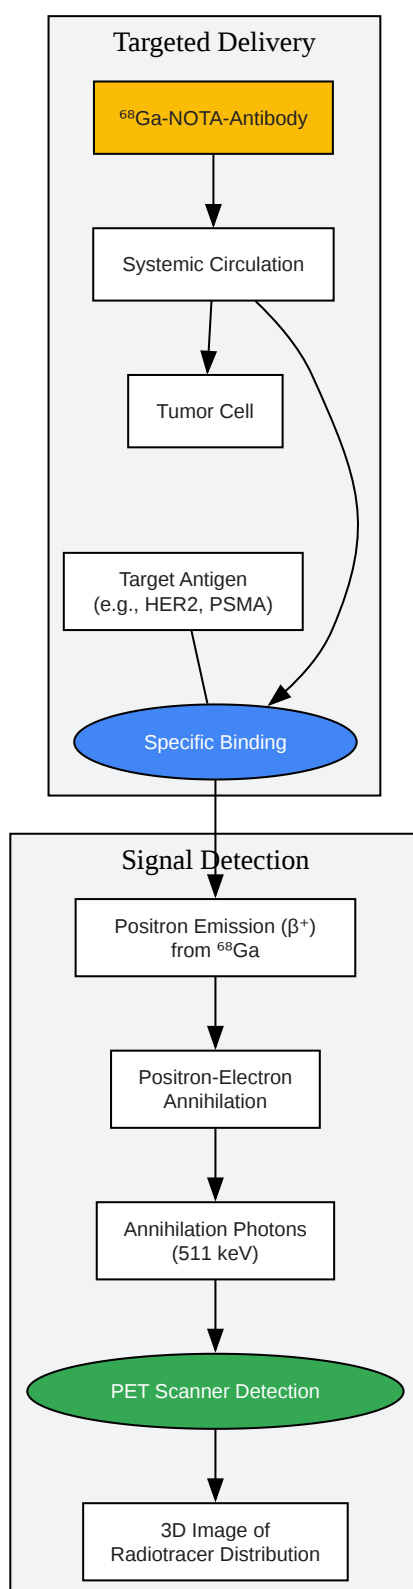 Targeted Delivery
⁶⁸Ga-NOTA-Antibody
Systemic Circulation
Tumor Cell
Target Antigen
(e.g., HER2, PSMA)
Specific Binding
Signal Detection
Positron Emission (β⁺)
from ⁶⁸Ga
Positron-Electron
Annihilation
Annihilation Photons
(511 keV)
PET Scanner Detection
3D Image of
Radiotracer Distribution